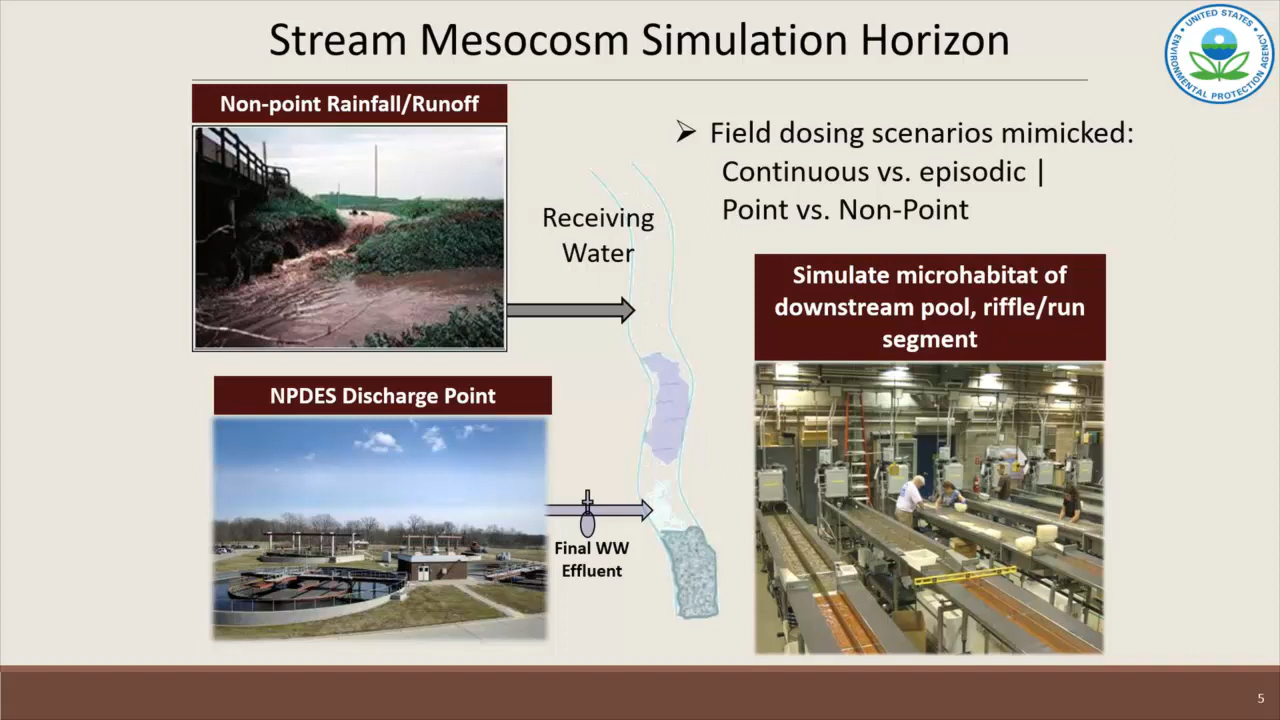 Stream Mesocosm Simulation Horizon
UNITED STATES
ENVIRONMENTAL PROTECTION AGENCY
Non-point Rainfall/Runoff
➢ Field dosing scenarios mimicked:
Continuous vs. episodic |
Point vs. Non-Point
Receiving
Water
Simulate microhabitat of
downstream pool, riffle/run
segment
NPDES Discharge Point
Final WW
Effluent
5